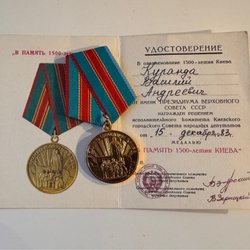 "В ПАМЯТЬ 1500-летия
УДОСТОВЕРЕНИЕ
В ознаменование 1500-летия Киева
Куранда
Василий
Андреевич
от имени ПРЕЗИДИУМА ВЕРХОВНОГО
СОВЕТА СССР
НАГРАЖДЕН РЕШЕНИЕМ
исполнительного комитета Киевского
городского Совета народных депутатов
от "15" декабря 83
МЕДАЛЬЮ
"В ПАМЯТЬ 1500-летия КИЕВА"